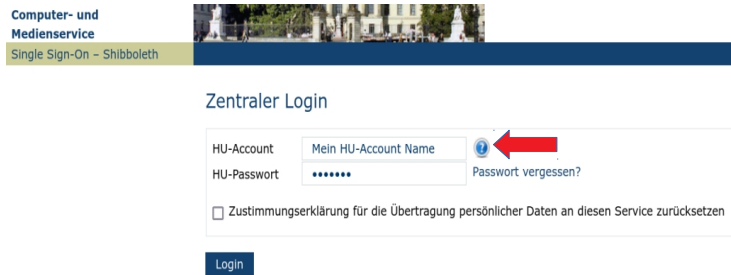 Computer- und
Medienservice
Single Sign-On – Shibboleth
Zentraler Login
HU-Account Mein HU-Account Name ?
HU-Passwort ••••••• Passwort vergessen?
Zustimmungserklärung für die Übertragung persönlicher Daten an diesen Service zurücksetzen
Login